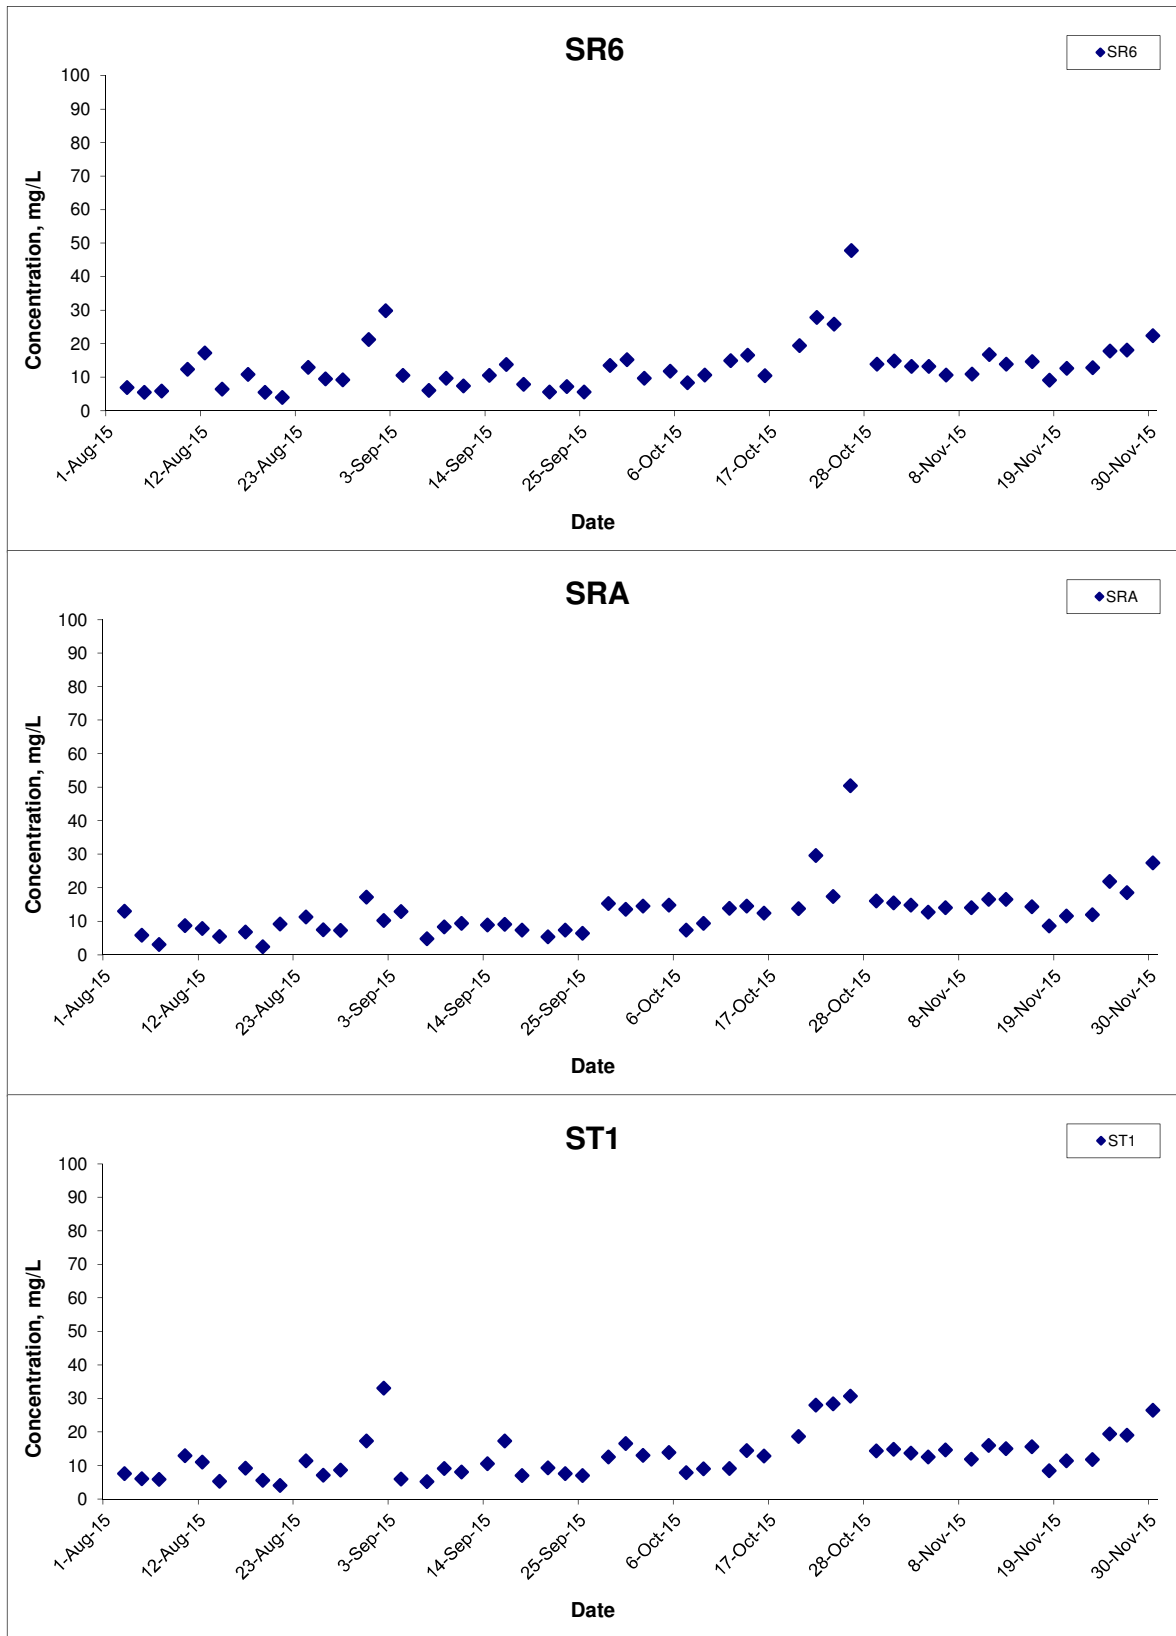 SR6
SR6
100
90
80
70
60
50
40
30
20
10
0
Concentration, mg/L
1-Aug-15
12-Aug-15
23-Aug-15
3-Sep-15
14-Sep-15
25-Sep-15
6-Oct-15
17-Oct-15
28-Oct-15
8-Nov-15
19-Nov-15
30-Nov-15
Date
SRA
SRA
100
90
80
70
60
50
40
30
20
10
0
Concentration, mg/L
1-Aug-15
12-Aug-15
23-Aug-15
3-Sep-15
14-Sep-15
25-Sep-15
6-Oct-15
17-Oct-15
28-Oct-15
8-Nov-15
19-Nov-15
30-Nov-15
Date
ST1
ST1
100
90
80
70
60
50
40
30
20
10
0
Concentration, mg/L
1-Aug-15
12-Aug-15
23-Aug-15
3-Sep-15
14-Sep-15
25-Sep-15
6-Oct-15
17-Oct-15
28-Oct-15
8-Nov-15
19-Nov-15
30-Nov-15
Date